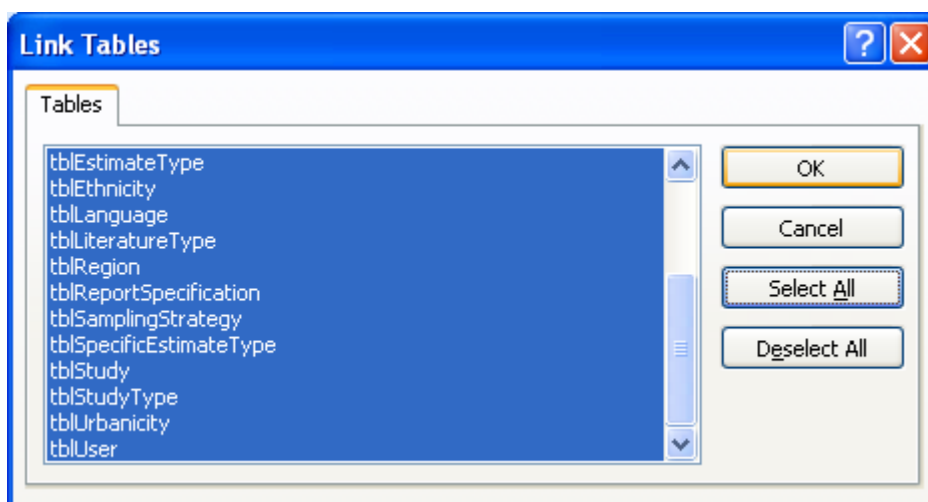 Link Tables
Tables
tblEstimateType
tblEthnicity
tblLanguage
tblLiteratureType
tblRegion
tblReportSpecification
tblSamplingStrategy
tblSpecificEstimateType
tblStudy
tblStudyType
tblUrbanicity
tblUser
OK
Cancel
Select All
Deselect All